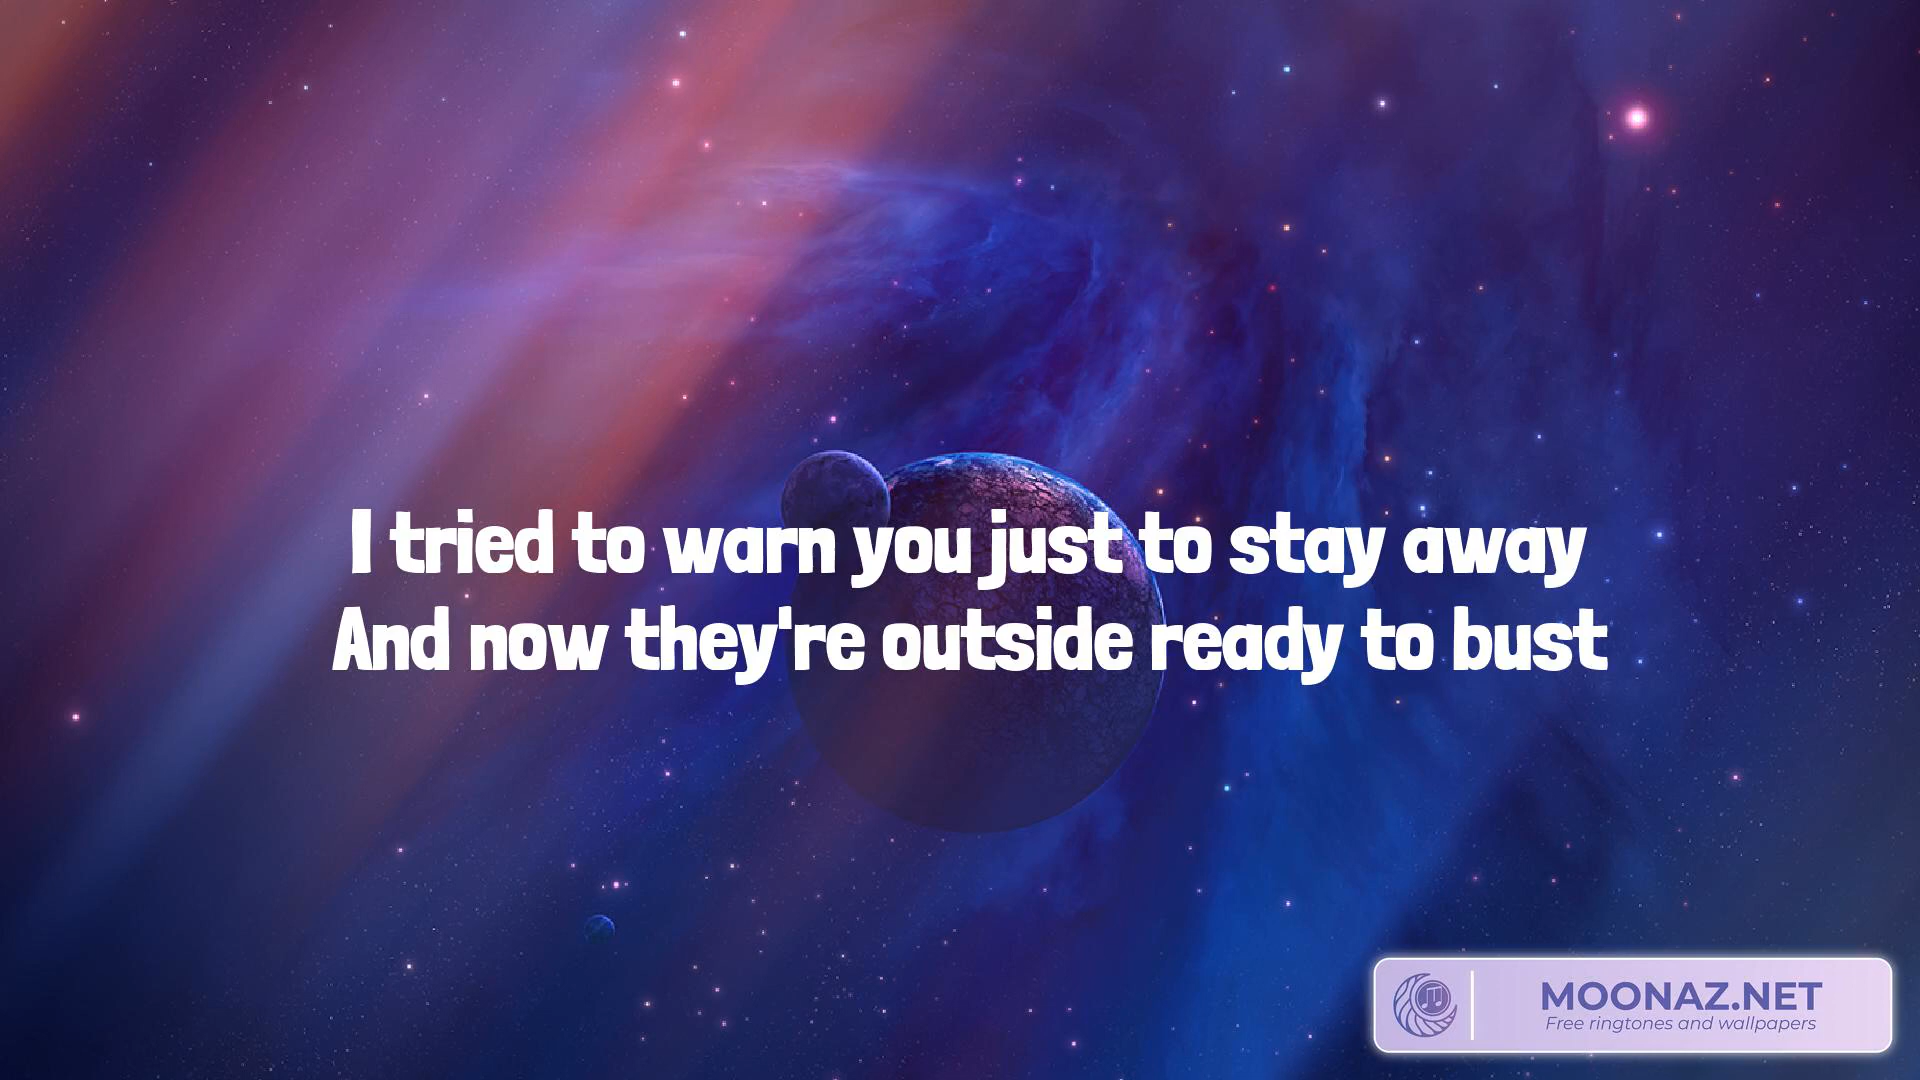 I tried to warn you just to stay away
And now they're outside ready to bust
MOONAZ.NET
Free ringtones and wallpapers